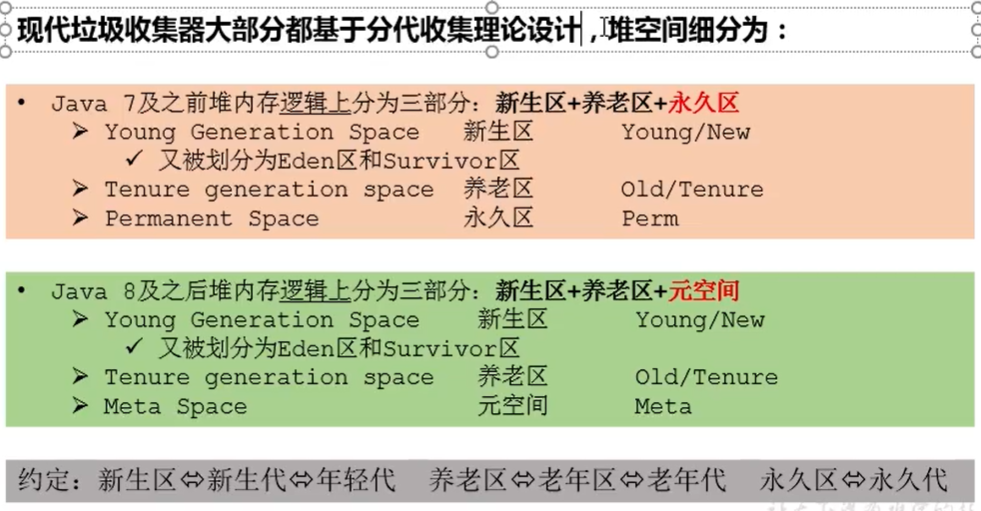 现代垃圾收集器大部分都基于分代收集理论设计，堆空间细分为：
• Java 7及之前堆内存逻辑上分为三部分：新生区+养老区+永久区
➢ Young Generation Space 新生区 Young/New
✓ 又被划分为Eden区和Survivor区
➢ Tenure generation space 养老区 Old/Tenure
➢ Permanent Space 永久区 Perm
• Java 8及之后堆内存逻辑上分为三部分：新生区+养老区+元空间
➢ Young Generation Space 新生区 Young/New
✓ 又被划分为Eden区和Survivor区
➢ Tenure generation space 养老区 Old/Tenure
➢ Meta Space 元空间 Meta
约定：新生区⇔新生代⇔年轻代 养老区⇔老年区⇔老年代 永久区⇔永久代